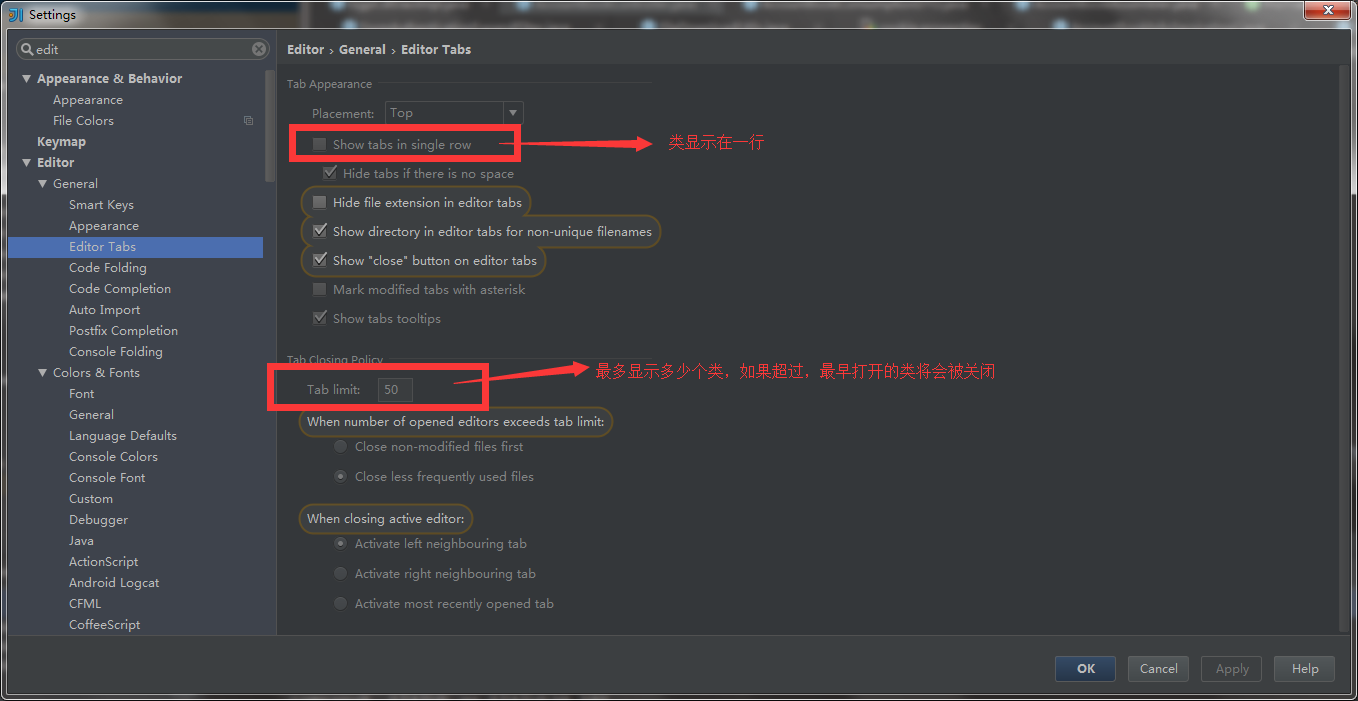 Settings
edit
Appearance & Behavior
Appearance
File Colors
Keymap
Editor
General
Smart Keys
Appearance
Editor Tabs
Code Folding
Code Completion
Auto Import
Postfix Completion
Console Folding
Colors & Fonts
Font
General
Language Defaults
Console Colors
Console Font
Custom
Debugger
Java
ActionScript
Android Logcat
CFML
CoffeeScript
Editor › General › Editor Tabs
Tab Appearance
Placement: Top
Show tabs in single row 类显示在一行
Hide tabs if there is no space
Hide file extension in editor tabs
Show directory in editor tabs for non-unique filenames
Show "close" button on editor tabs
Mark modified tabs with asterisk
Show tabs tooltips
Tab Closing Policy
Tab limit: 50 最多显示多少个类，如果超过，最早打开的类将会被关闭
When number of opened editors exceeds tab limit:
Close non-modified files first
Close less frequently used files
When closing active editor:
Activate left neighbouring tab
Activate right neighbouring tab
Activate most recently opened tab
OK Cancel Apply Help